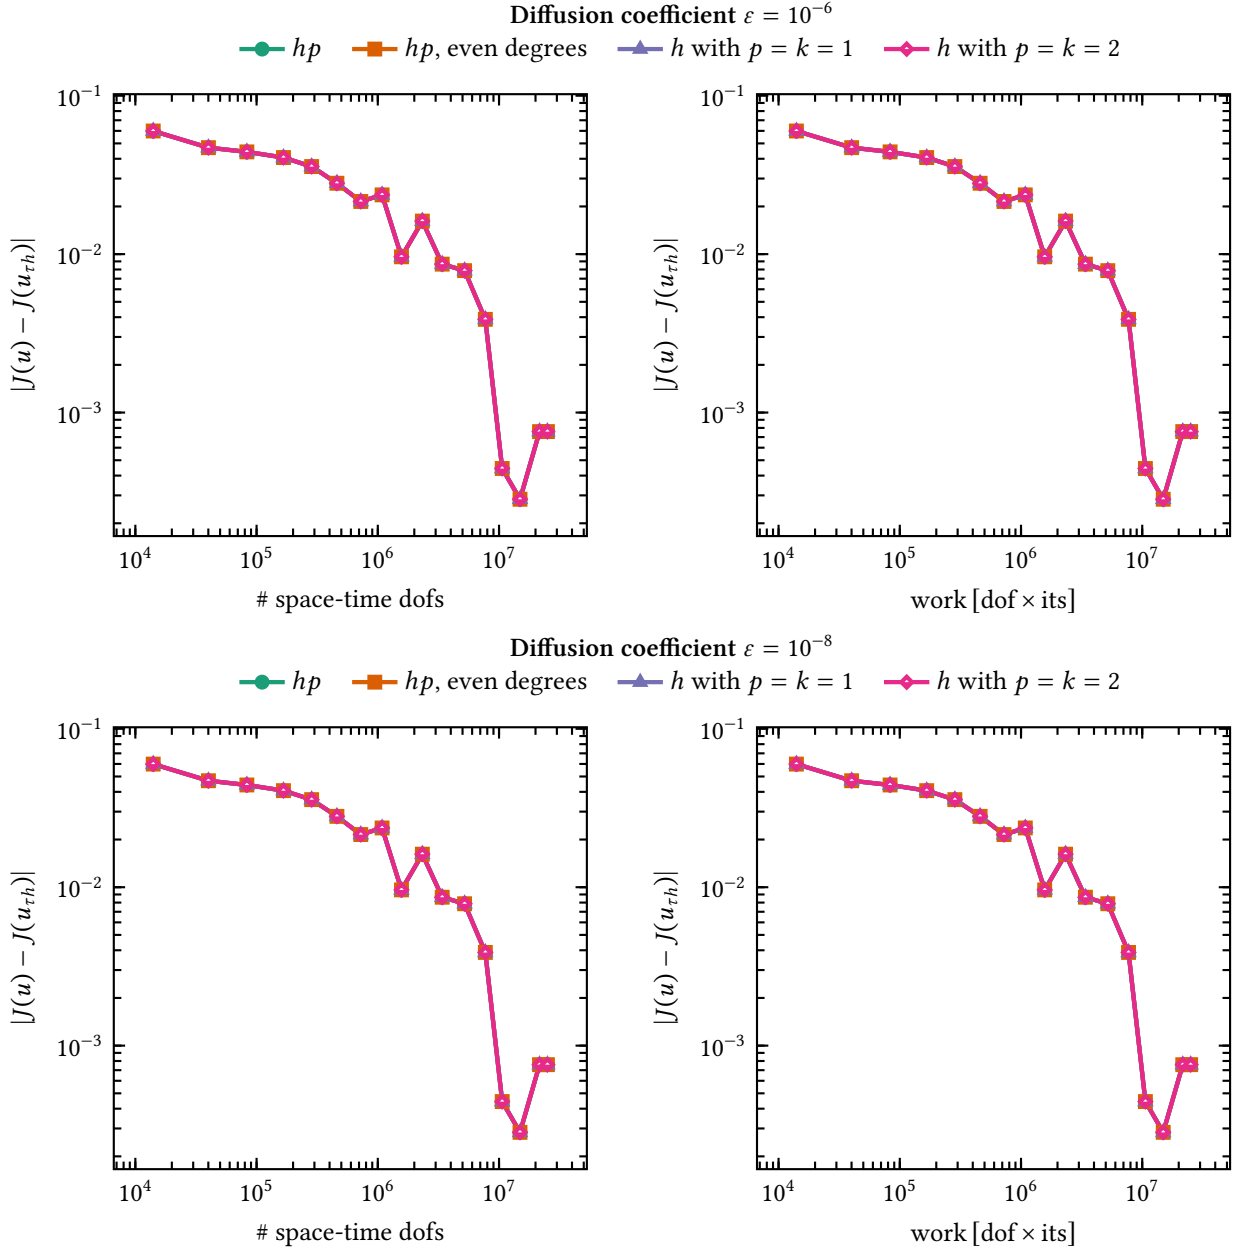 Diffusion coefficient ε = 10⁻⁶
hp hp, even degrees h with p = k = 1 h with p = k = 2
10⁻¹
10⁻²
10⁻³
|J(u) − J(u_τh)|
10⁴ 10⁵ 10⁶ 10⁷
# space-time dofs
10⁻¹
10⁻²
10⁻³
|J(u) − J(u_τh)|
10⁴ 10⁵ 10⁶ 10⁷
work [dof × its]
Diffusion coefficient ε = 10⁻⁸
hp hp, even degrees h with p = k = 1 h with p = k = 2
10⁻¹
10⁻²
10⁻³
|J(u) − J(u_τh)|
10⁴ 10⁵ 10⁶ 10⁷
# space-time dofs
10⁻¹
10⁻²
10⁻³
|J(u) − J(u_τh)|
10⁴ 10⁵ 10⁶ 10⁷
work [dof × its]